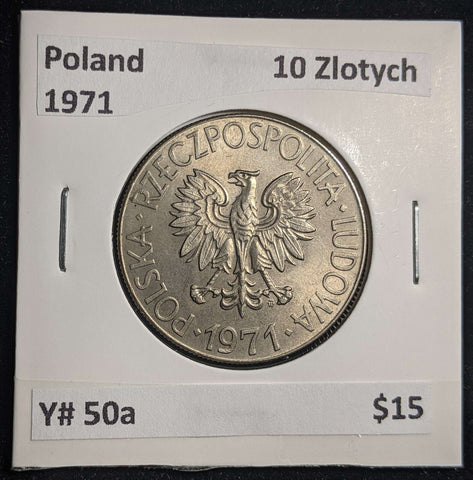 Poland 10 Zlotych
1971
POLSKA · RZECZPOSPOLITA · LUDOWA
· 1971 ·
Y# 50a $15